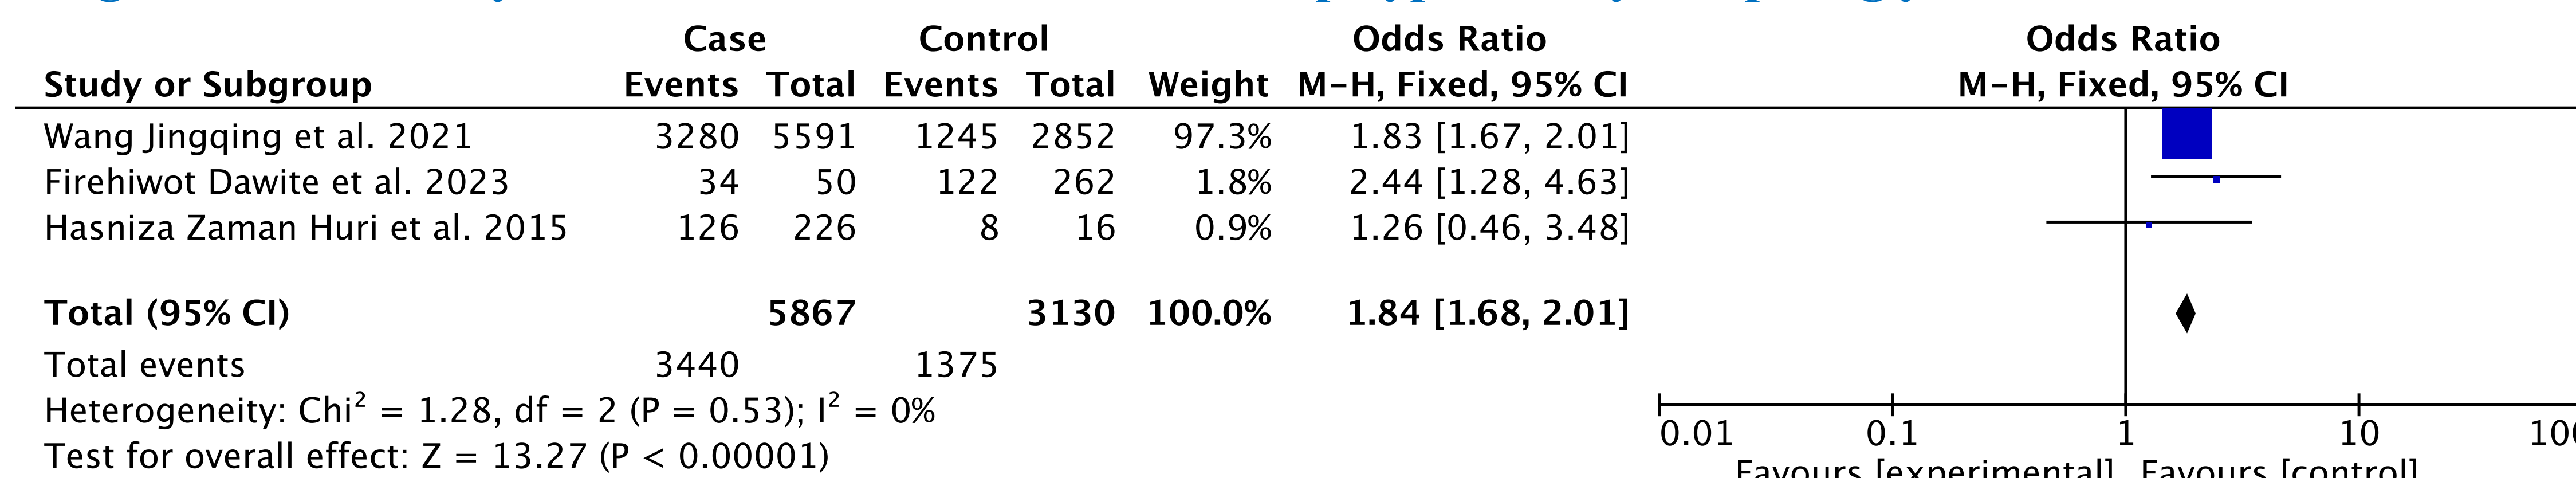 Case Control Odds Ratio Odds Ratio
Study or Subgroup Events Total Events Total Weight M-H, Fixed, 95% CI M-H, Fixed, 95% CI
Wang Jingqing et al. 2021 3280 5591 1245 2852 97.3% 1.83 [1.67, 2.01]
Firehiwot Dawite et al. 2023 34 50 122 262 1.8% 2.44 [1.28, 4.63]
Hasniza Zaman Huri et al. 2015 126 226 8 16 0.9% 1.26 [0.46, 3.48]
Total (95% CI) 5867 3130 100.0% 1.84 [1.68, 2.01]
Total events 3440 1375
Heterogeneity: Chi² = 1.28, df = 2 (P = 0.53); I² = 0%
Test for overall effect: Z = 13.27 (P < 0.00001)
0.01 0.1 1 10
Favours [experimental] Favours [control]